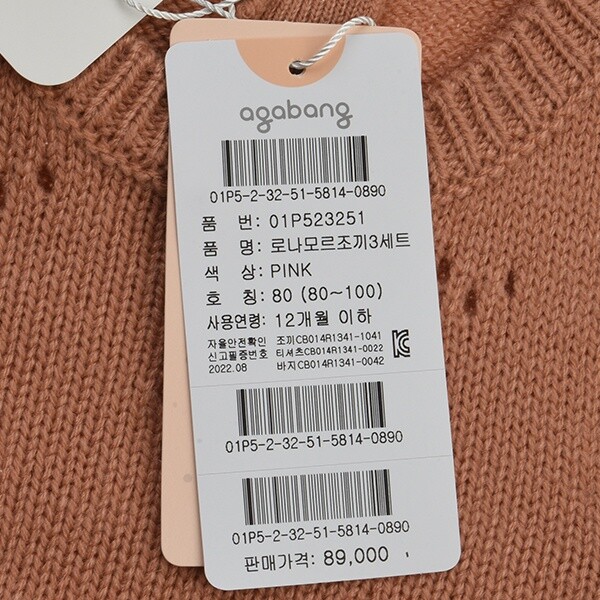 agabang
01P5-2-32-51-5814-0890
품 번: 01P523251
품 명: 로나모르조끼3세트
색 상: PINK
호 칭: 80 (80~100)
사용연령: 12개월 이하
자율안전확인 조끼CB014R1341-1041
신고필증번호 티셔츠CB014R1341-0022
2022.08 바지CB014R1341-0042
01P5-2-32-51-5814-0890
01P5-2-32-51-5814-0890
판매가격: 89,000